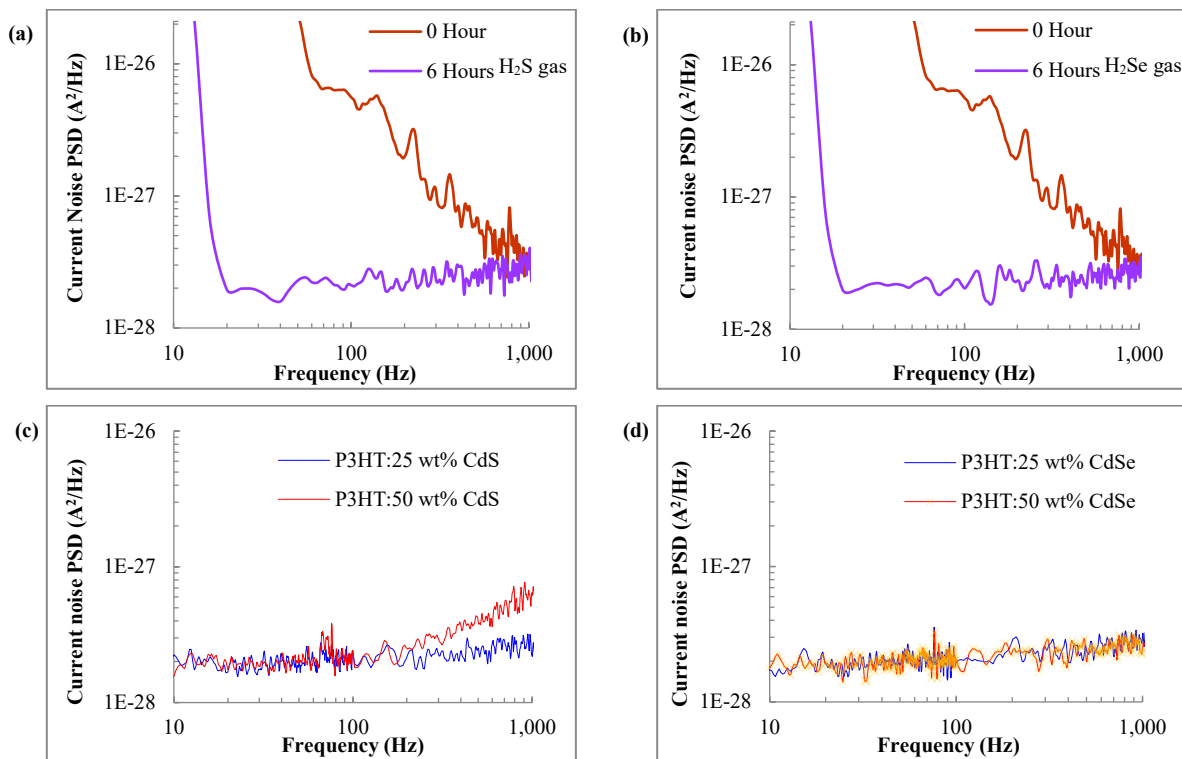 (a)
Current Noise PSD (A²/Hz)
1E-26
1E-27
1E-28
0 Hour
6 Hours H₂S gas
10
100
1,000
Frequency (Hz)
(b)
Current noise PSD (A²/Hz)
1E-26
1E-27
1E-28
0 Hour
6 Hours H₂Se gas
10
100
1,000
Frequency (Hz)
(c)
Current noise PSD (A²/Hz)
1E-26
1E-27
1E-28
P3HT:25 wt% CdS
P3HT:50 wt% CdS
10
100
1,000
Frequency (Hz)
(d)
Current noise PSD (A²/Hz)
1E-26
1E-27
1E-28
P3HT:25 wt% CdSe
P3HT:50 wt% CdSe
10
100
1,000
Frequency (Hz)